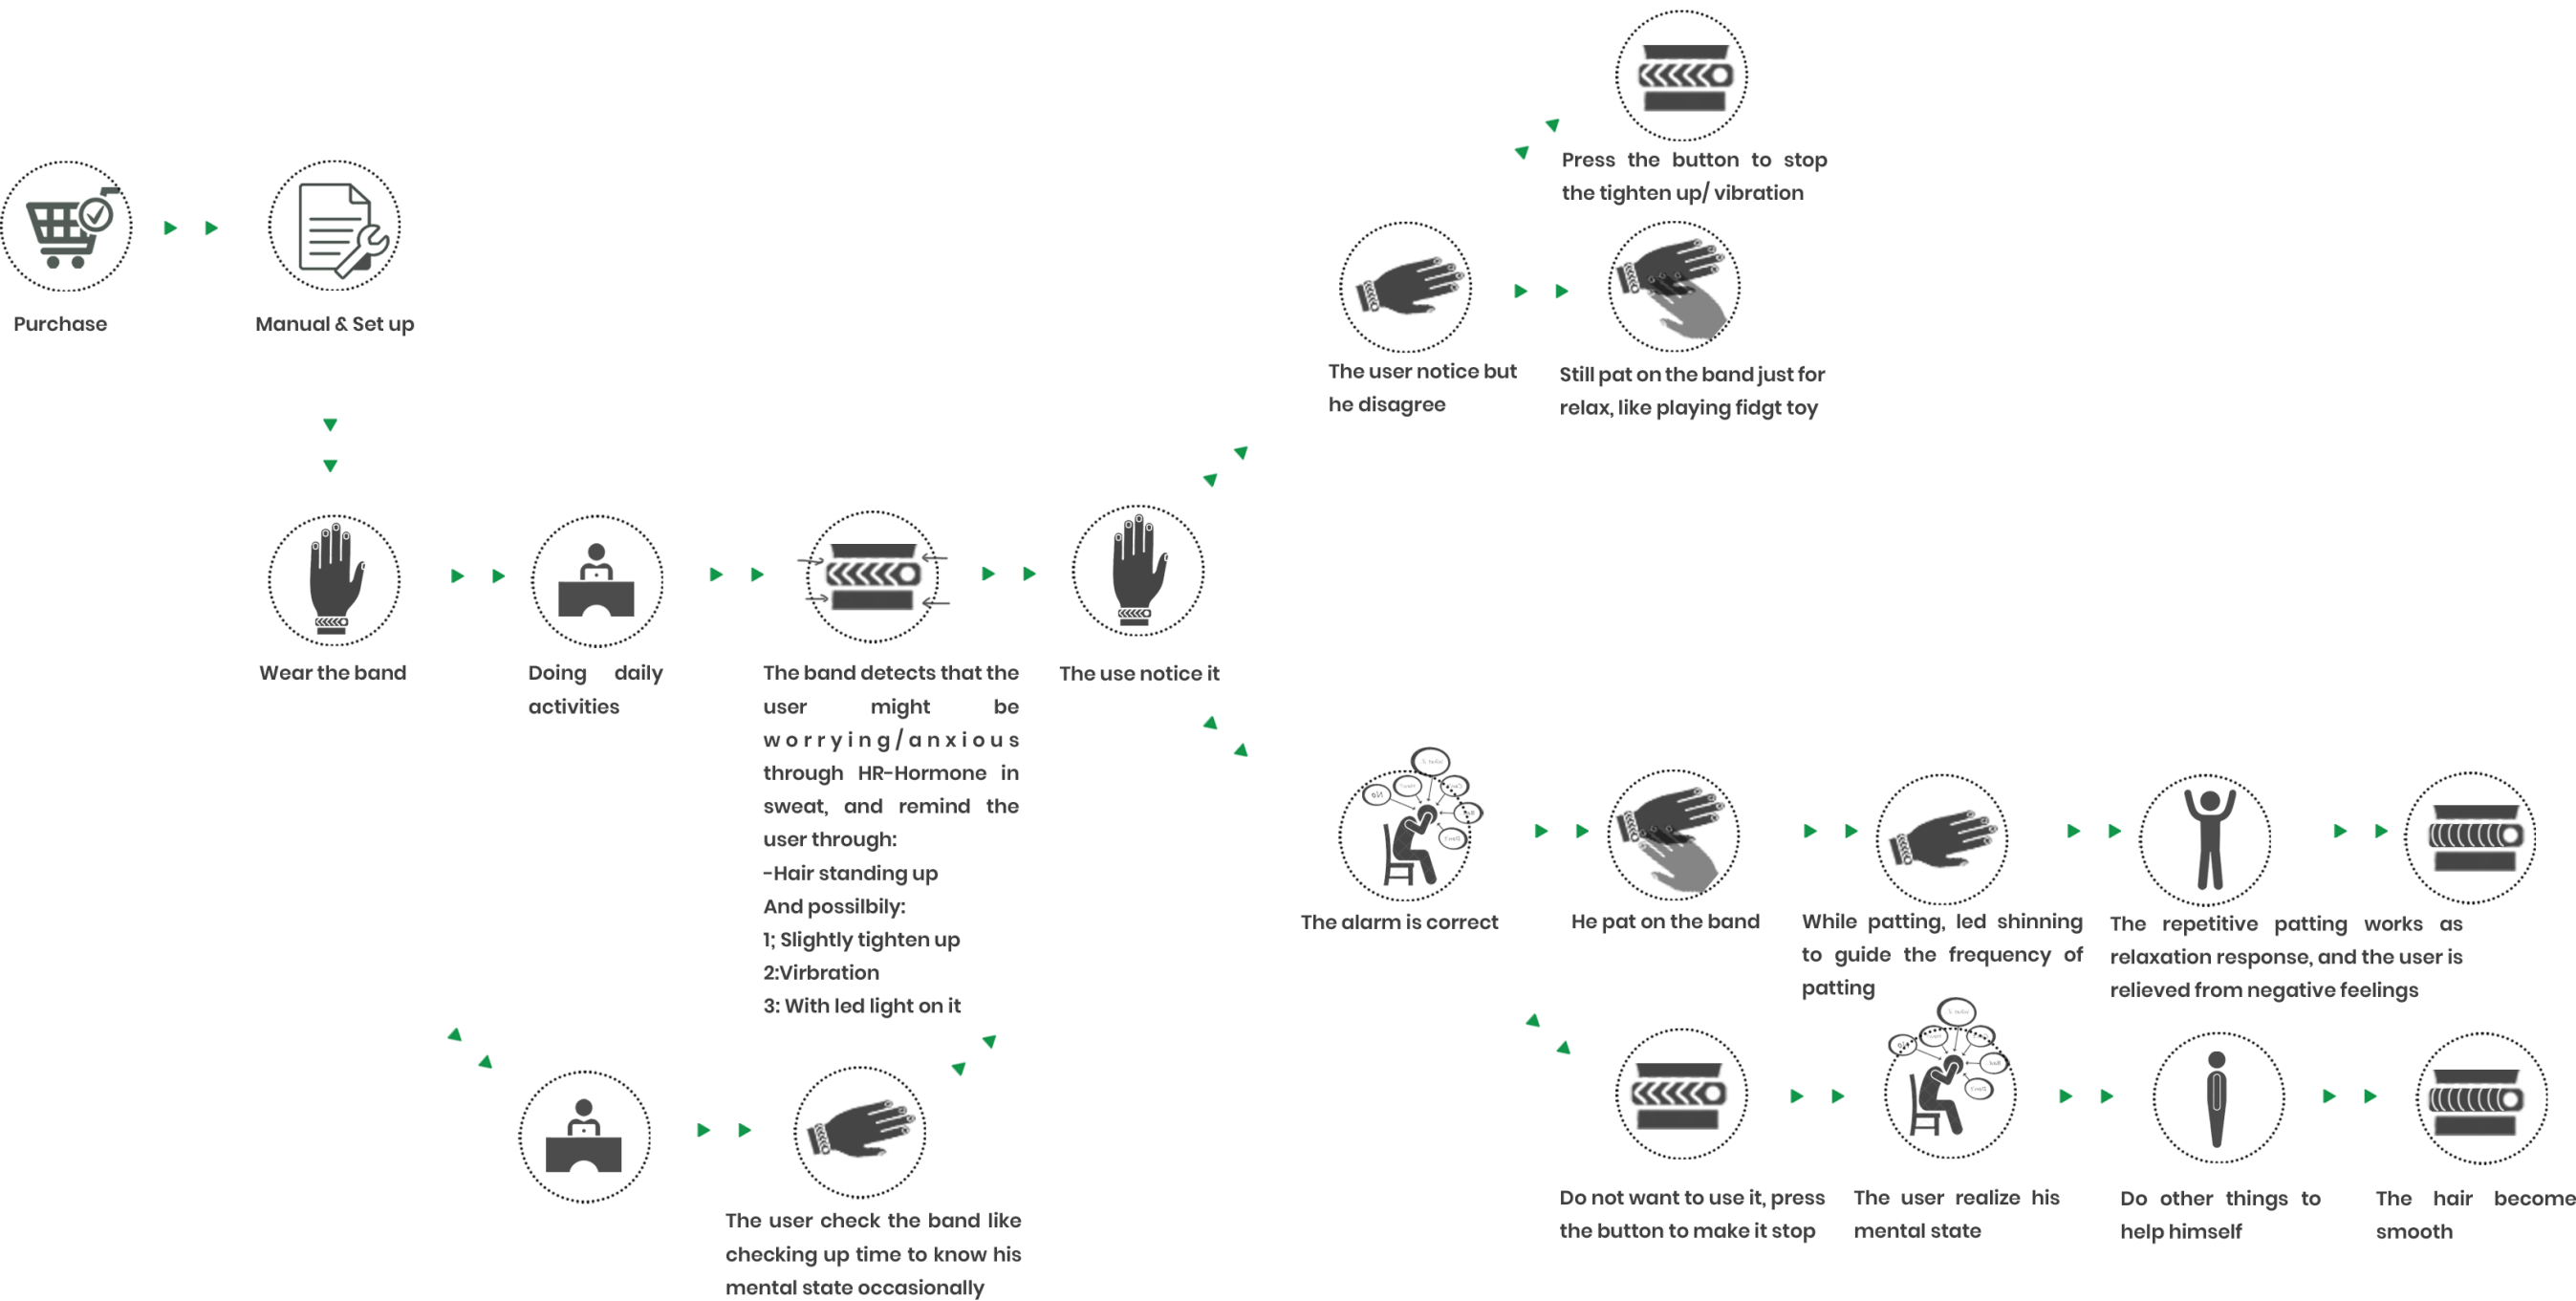 Purchase
Manual & Set up
Press the button to stop
the tighten up/ vibration
The user notice but
he disagree
Still pat on the band just for
relax, like playing fidgt toy
Wear the band
Doing daily
activities
The band detects that the
user might be
worrying/anxious
through HR-Hormone in
sweat, and remind the
user through:
-Hair standing up
And possilbily:
1; Slightly tighten up
2:Virbration
3: With led light on it
The use notice it
The user check the band like
checking up time to know his
mental state occasionally
The alarm is correct
He pat on the band
While patting, led shinning
to guide the frequency of
patting
The repetitive patting works as
relaxation response, and the user is
relieved from negative feelings
Do not want to use it, press
the button to make it stop
The user realize his
mental state
Do other things to
help himself
The hair become
smooth